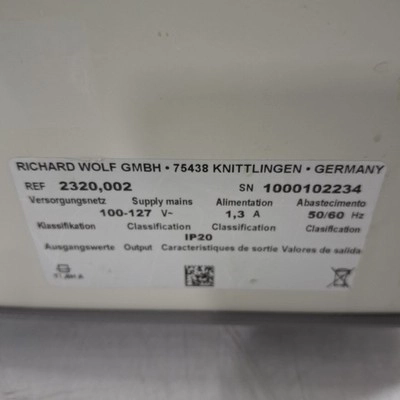 RICHARD WOLF GMBH • 75438 KNITTLINGEN • GERMANY
REF 2320,002 SN 1000102234
Versorgungsnetz Supply mains Alimentation Abastecimento
100-127 V~ 1,3 A 50/60 Hz
Klassifikation Classification Classification Clasification
IP20
Ausgangswerte Output Caracteristiques de sortie Valores de salida